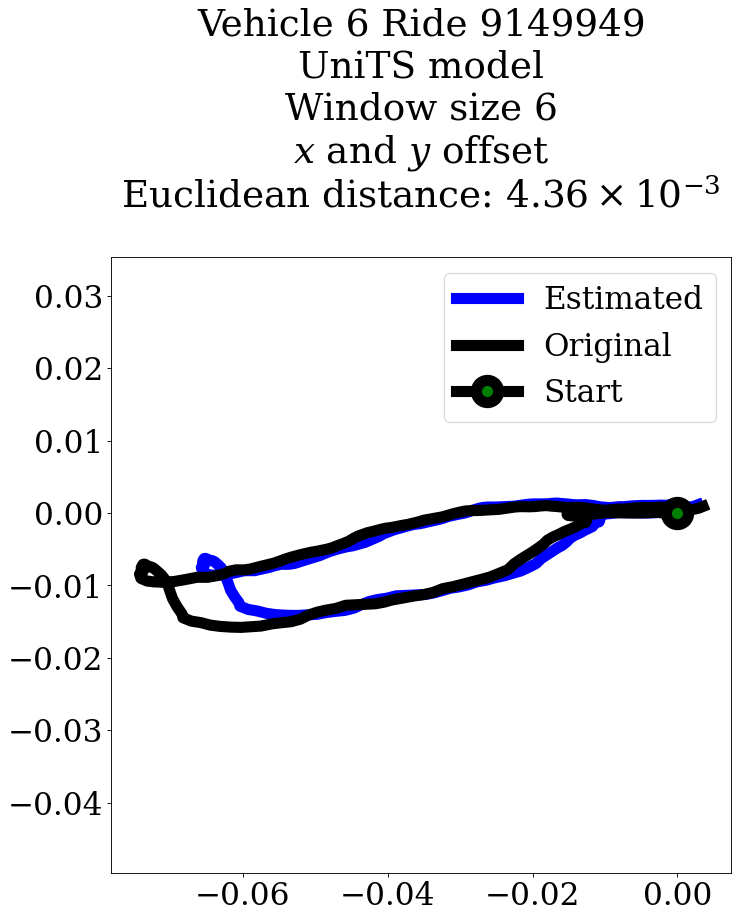 Vehicle 6 Ride 9149949
UniTS model
Window size 6
x and y offset
Euclidean distance: 4.36 × 10⁻³
Estimated
Original
Start
0.03
0.02
0.01
0.00
−0.01
−0.02
−0.03
−0.04
−0.06
−0.04
−0.02
0.00